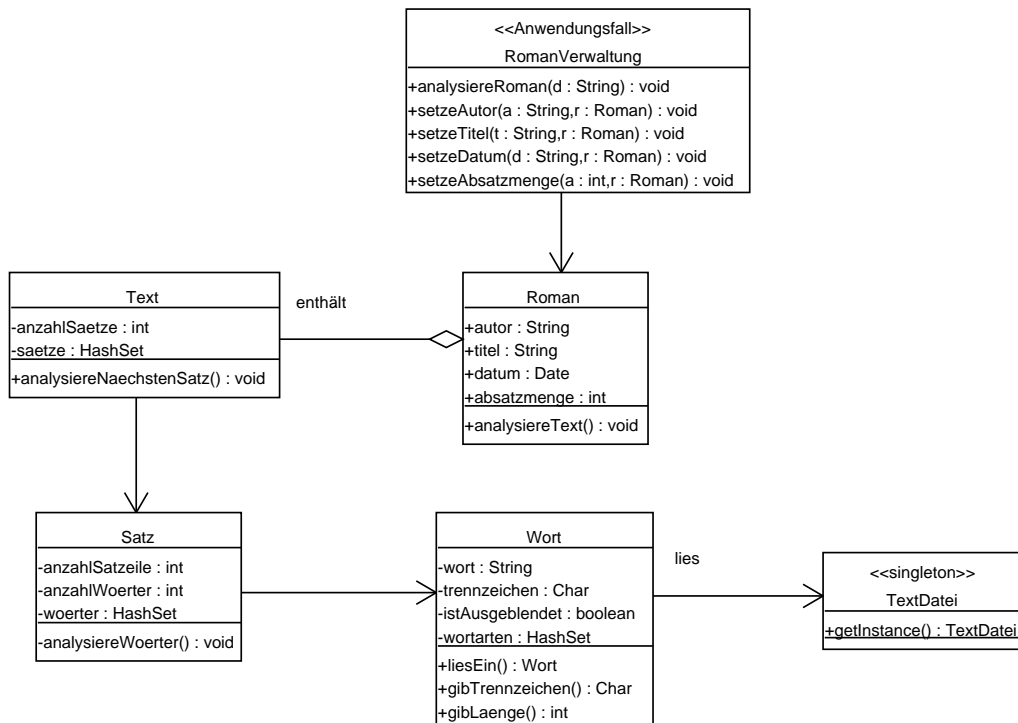 <<Anwendungsfall>>
RomanVerwaltung
+analysiereRoman(d : String) : void
+setzeAutor(a : String,r : Roman) : void
+setzeTitel(t : String,r : Roman) : void
+setzeDatum(d : String,r : Roman) : void
+setzeAbsatzmenge(a : int,r : Roman) : void
Text
-anzahlSaetze : int
-saetze : HashSet
+analysiereNaechstenSatz() : void
enthält
Roman
+autor : String
+titel : String
+datum : Date
+absatzmenge : int
+analysiereText() : void
Satz
-anzahlSatzeile : int
-anzahlWoerter : int
-woerter : HashSet
-analysiereWoerter() : void
Wort
-wort : String
-trennzeichen : Char
-istAusgeblendet : boolean
-wortarten : HashSet
+liesEin() : Wort
+gibTrennzeichen() : Char
+gibLaenge() : int
lies
<<singleton>>
TextDatei
+getInstance() : TextDatei